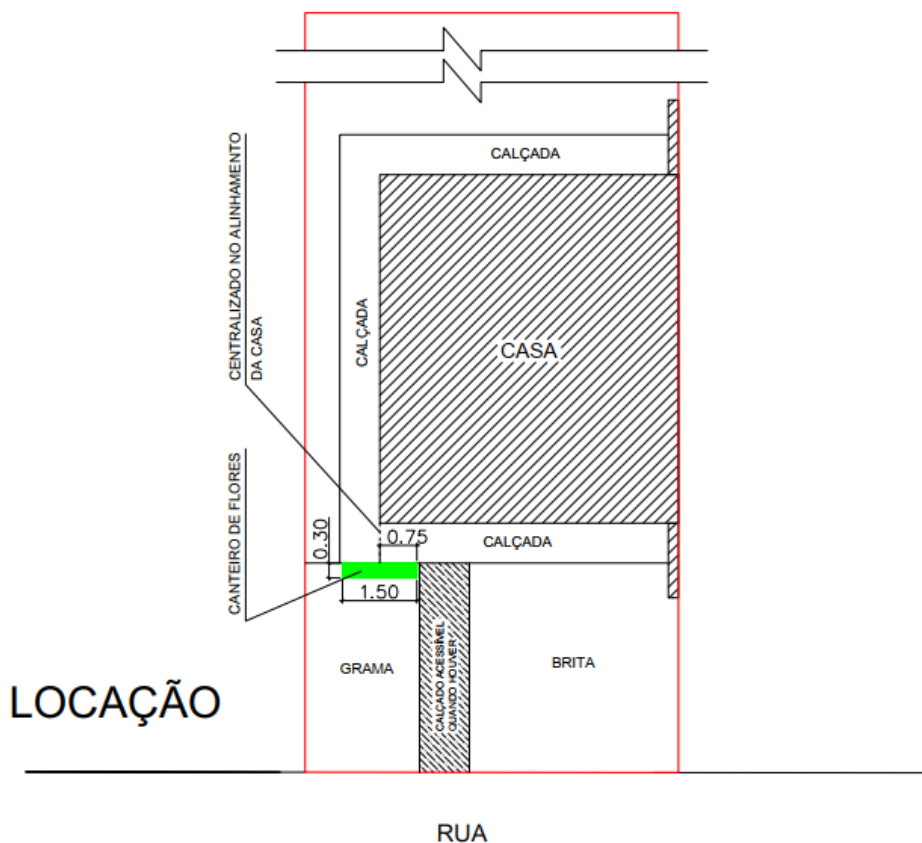 CALÇADA
CENTRALIZADO NO ALINHAMENTO
DA CASA
CALÇADA
CASA
CANTEIRO DE FLORES
0.30
0.75
CALÇADA
1.50
GRAMA
CALÇADO ACESSÍVEL
QUANDO HOUVER
BRITA
LOCAÇÃO
RUA